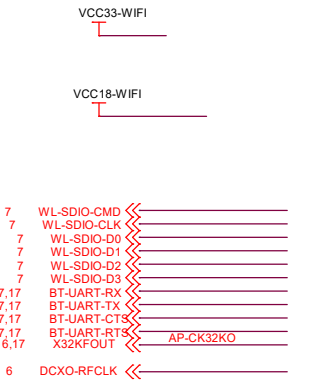 VCC33-WIFI
VCC18-WIFI
7 WL-SDIO-CMD
7 WL-SDIO-CLK
7 WL-SDIO-D0
7 WL-SDIO-D1
7 WL-SDIO-D2
7 WL-SDIO-D3
7,17 BT-UART-RX
7,17 BT-UART-TX
7,17 BT-UART-CTS
7,17 BT-UART-RTS
6,17 X32KFOUT AP-CK32KO
6 DCXO-RFCLK